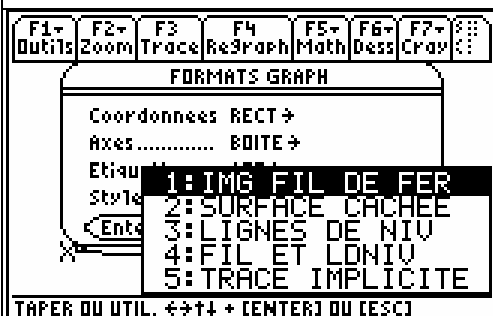 F1 F2 F3 F4 F5 F6 F7
Outils Zoom Trace ReGraph Math Dess Cray
FORMATS GRAPH
Coordonnees RECT→
Axes............. BOITE→
1:IMG FIL DE FER
2:SURFACE CACHEE
3:LIGNES DE NIV
4:FIL ET LDNIV
5:TRACE IMPLICITE
TAPER OU UTIL. ←→↑↓ + [ENTER] OU [ESC]